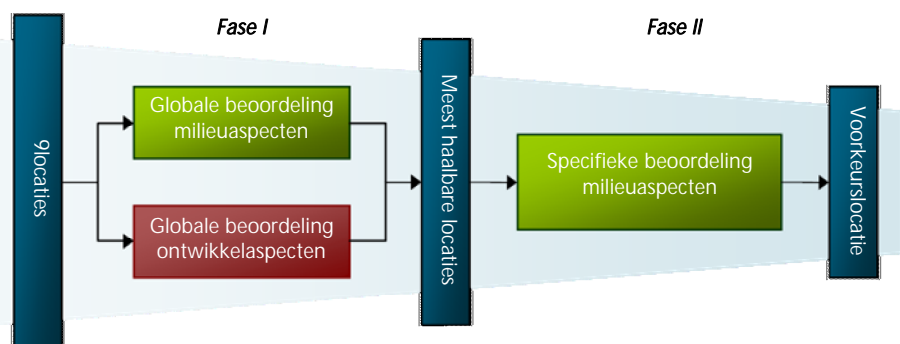 Fase I
Fase II
9locaties
Globale beoordeling
milieuaspecten
Globale beoordeling
ontwikkelaspecten
Meest haalbare locaties
Specifieke beoordeling
milieuaspecten
Voorkeurslocatie